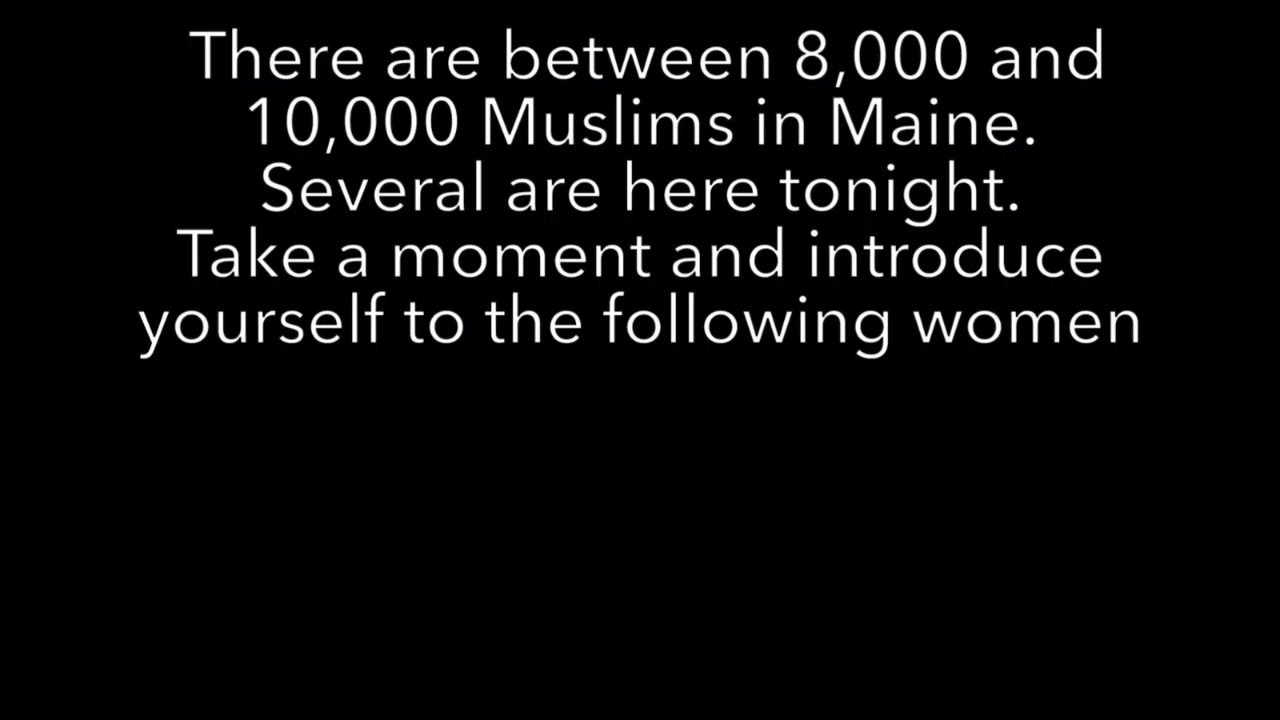 There are between 8,000 and
10,000 Muslims in Maine.
Several are here tonight.
Take a moment and introduce
yourself to the following women